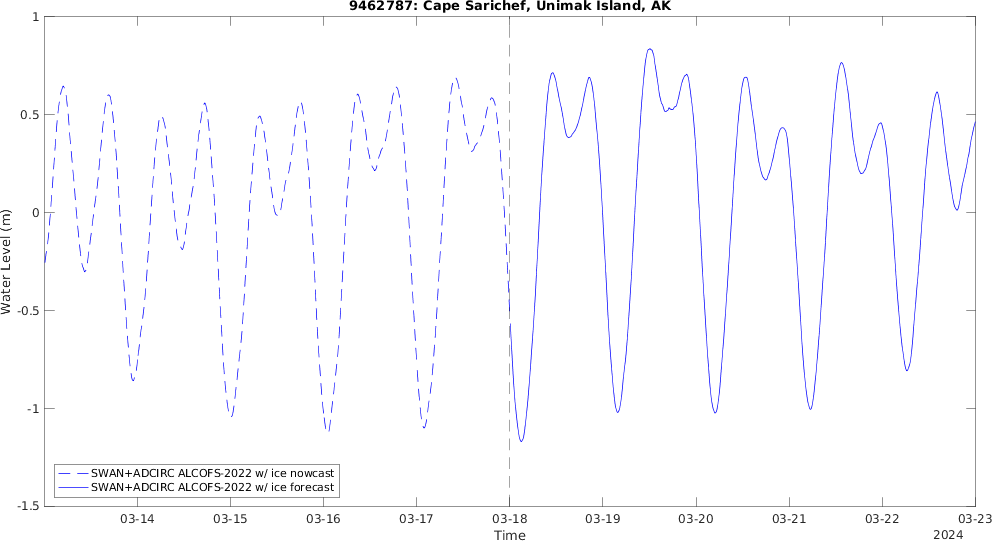 9462787: Cape Sarichef, Unimak Island, AK
1
0.5
0
-0.5
-1
-1.5
Water Level (m)
SWAN+ADCIRC ALCOFS-2022 w/ ice nowcast
SWAN+ADCIRC ALCOFS-2022 w/ ice forecast
03-14 03-15 03-16 03-17 03-18 03-19 03-20 03-21 03-22 03-23
Time
2024